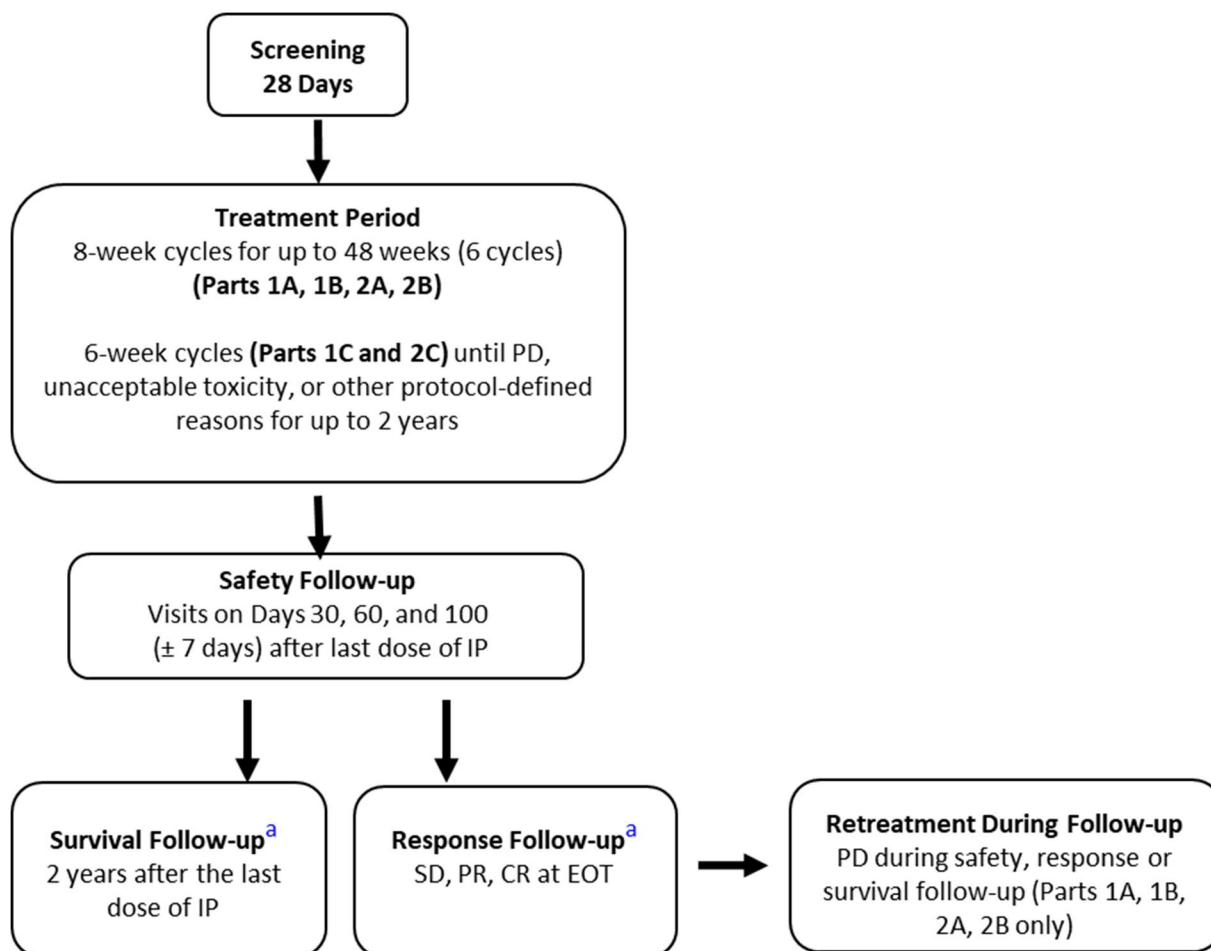 Screening
28 Days
Treatment Period
8-week cycles for up to 48 weeks (6 cycles)
(Parts 1A, 1B, 2A, 2B)
6-week cycles (Parts 1C and 2C) until PD,
unacceptable toxicity, or other protocol-defined
reasons for up to 2 years
Safety Follow-up
Visits on Days 30, 60, and 100
(± 7 days) after last dose of IP
Survival Follow-up a
2 years after the last
dose of IP
Response Follow-up a
SD, PR, CR at EOT
Retreatment During Follow-up
PD during safety, response or
survival follow-up (Parts 1A, 1B,
2A, 2B only)